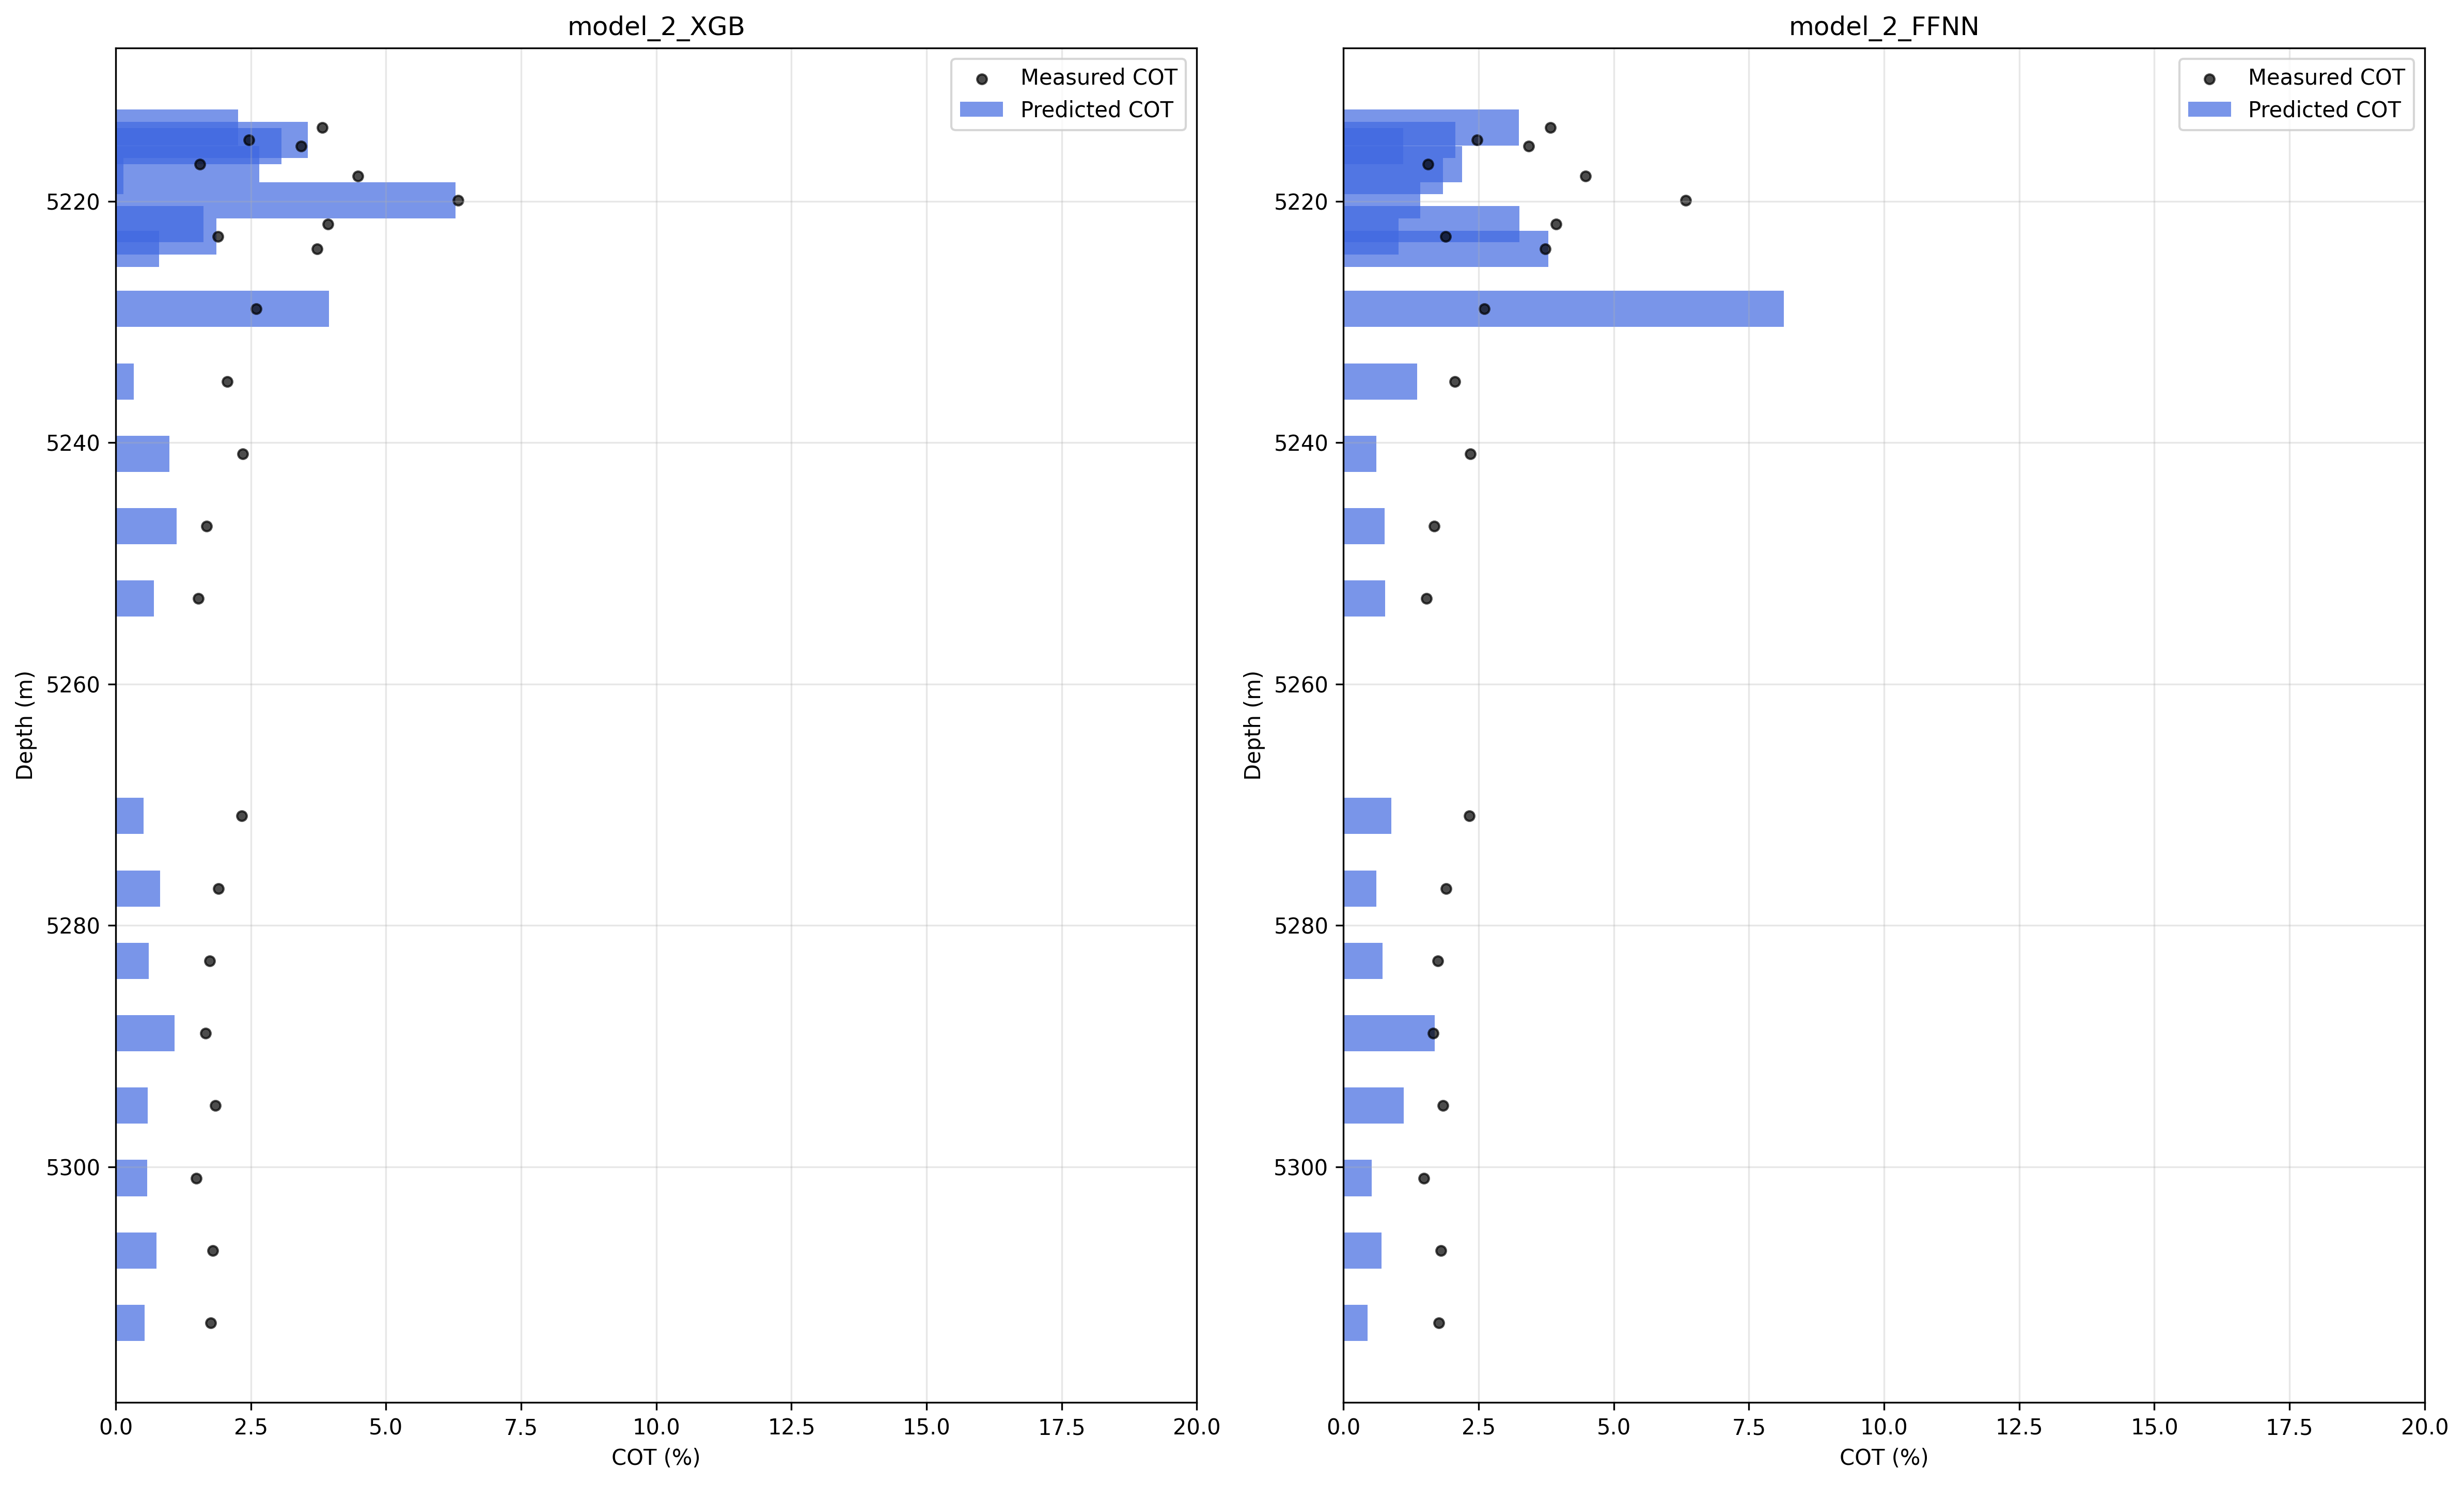 model_2_XGB
Measured COT
Predicted COT
5220
5240
5260
5280
5300
Depth (m)
0.0 2.5 5.0 7.5 10.0 12.5 15.0 17.5 20.0
COT (%)
model_2_FFNN
Measured COT
Predicted COT
5220
5240
5260
5280
5300
Depth (m)
0.0 2.5 5.0 7.5 10.0 12.5 15.0 17.5 20.0
COT (%)